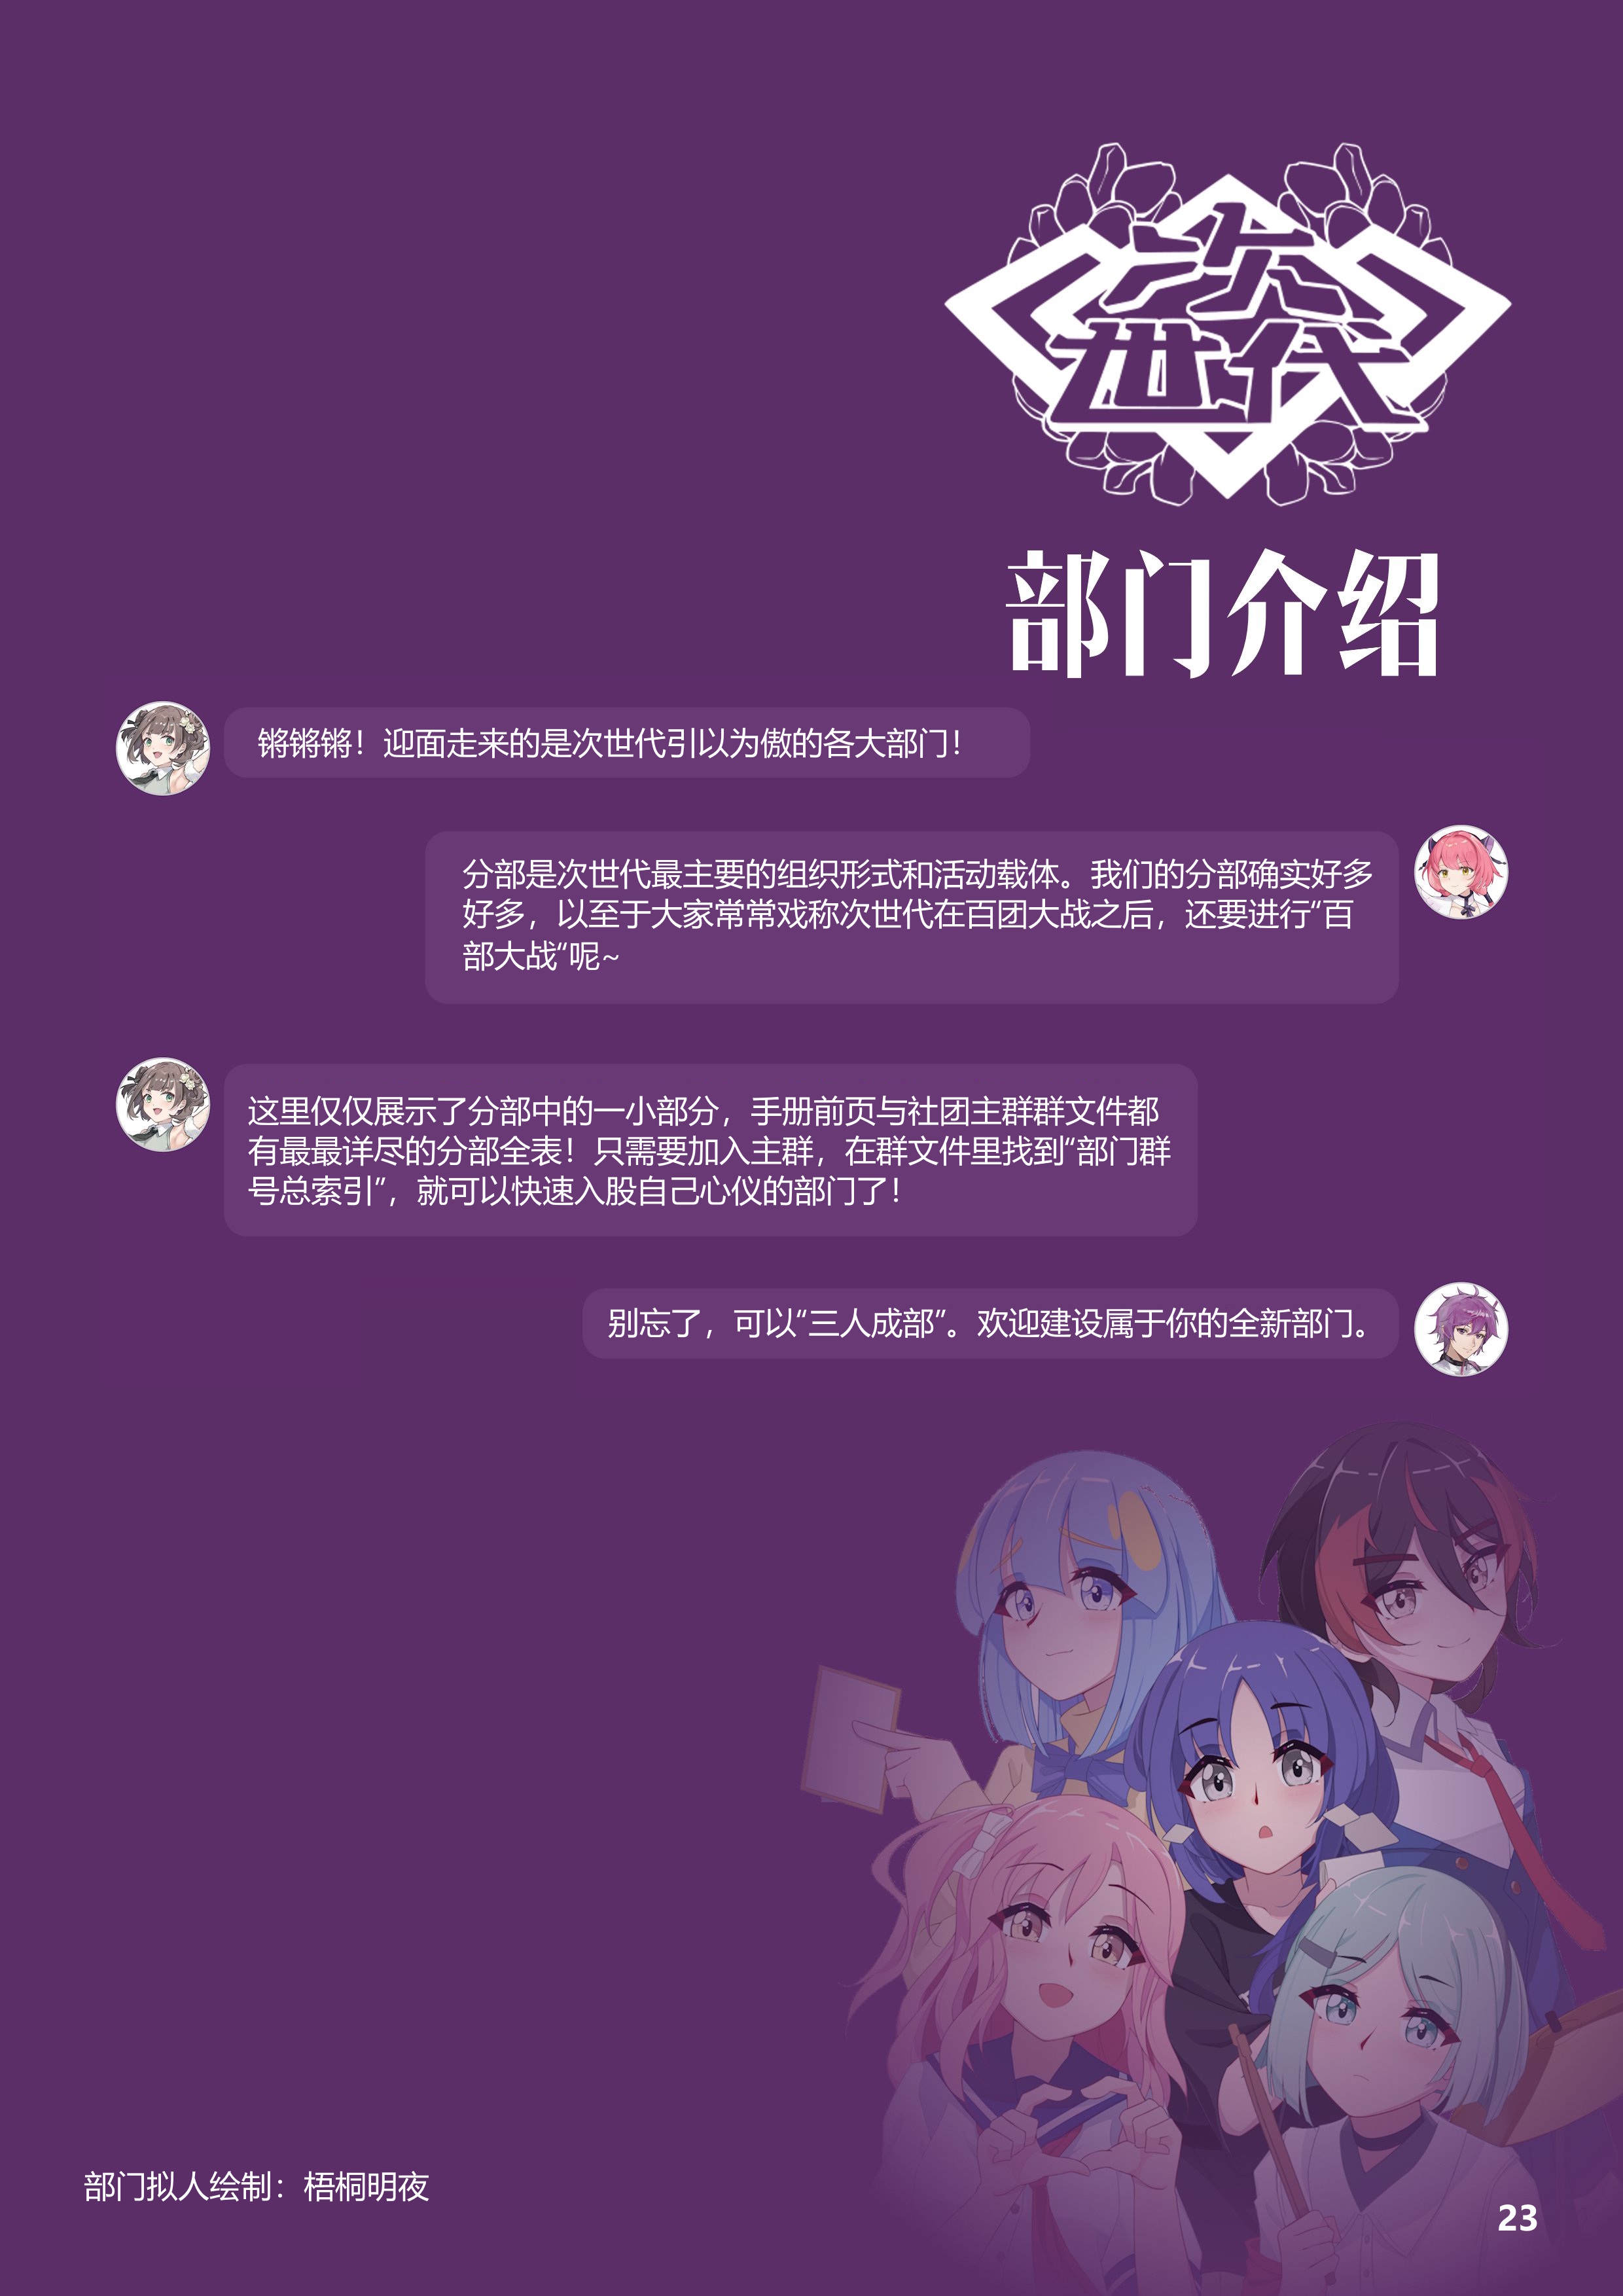 次
世代
部门介绍
锵锵锵！迎面走来的是次世代引以为傲的各大部门！
分部是次世代最主要的组织形式和活动载体。我们的分部确实好多
好多，以至于大家常常戏称次世代在百团大战之后，还要进行“百
部大战“呢~
这里仅仅展示了分部中的一小部分，手册前页与社团主群群文件都
有最最详尽的分部全表！只需要加入主群，在群文件里找到“部门群
号总索引”，就可以快速入股自己心仪的部门了！
别忘了，可以“三人成部”。欢迎建设属于你的全新部门。
部门拟人绘制：梧桐明夜
23